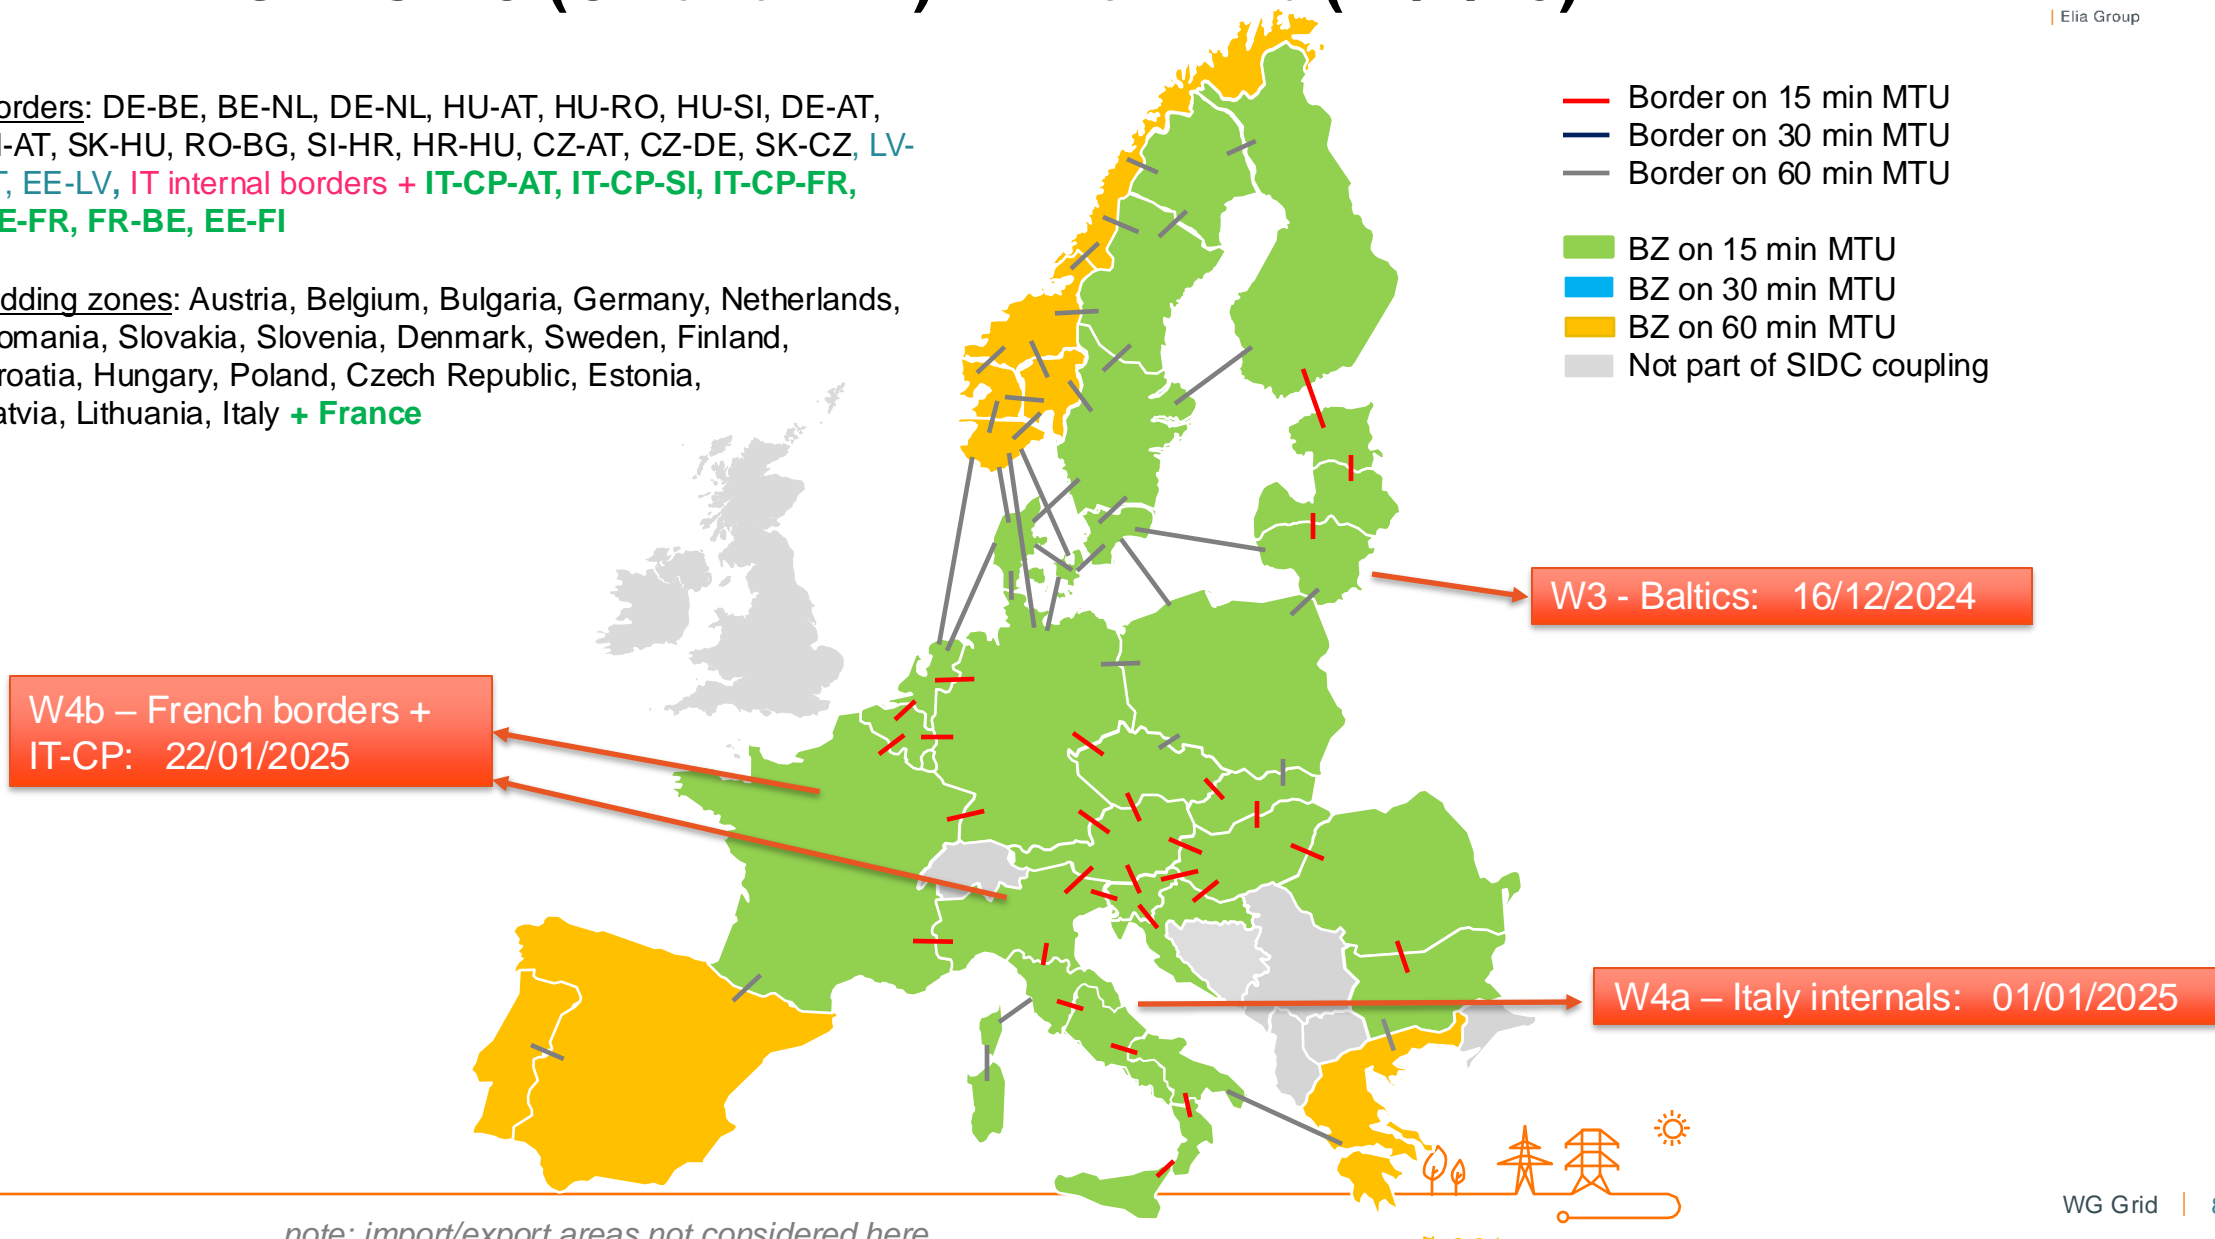 | Elia Group
orders: DE-BE, BE-NL, DE-NL, HU-AT, HU-RO, HU-SI, DE-AT,
I-AT, SK-HU, RO-BG, SI-HR, HR-HU, CZ-AT, CZ-DE, SK-CZ, LV-
T, EE-LV, IT internal borders + IT-CP-AT, IT-CP-SI, IT-CP-FR,
E-FR, FR-BE, EE-FI
dding zones: Austria, Belgium, Bulgaria, Germany, Netherlands,
omania, Slovakia, Slovenia, Denmark, Sweden, Finland,
roatia, Hungary, Poland, Czech Republic, Estonia,
atvia, Lithuania, Italy + France
Border on 15 min MTU
Border on 30 min MTU
Border on 60 min MTU
BZ on 15 min MTU
BZ on 30 min MTU
BZ on 60 min MTU
Not part of SIDC coupling
W3 - Baltics: 16/12/2024
W4b – French borders +
IT-CP: 22/01/2025
W4a – Italy internals: 01/01/2025
note: import/export areas not considered here
WG Grid |